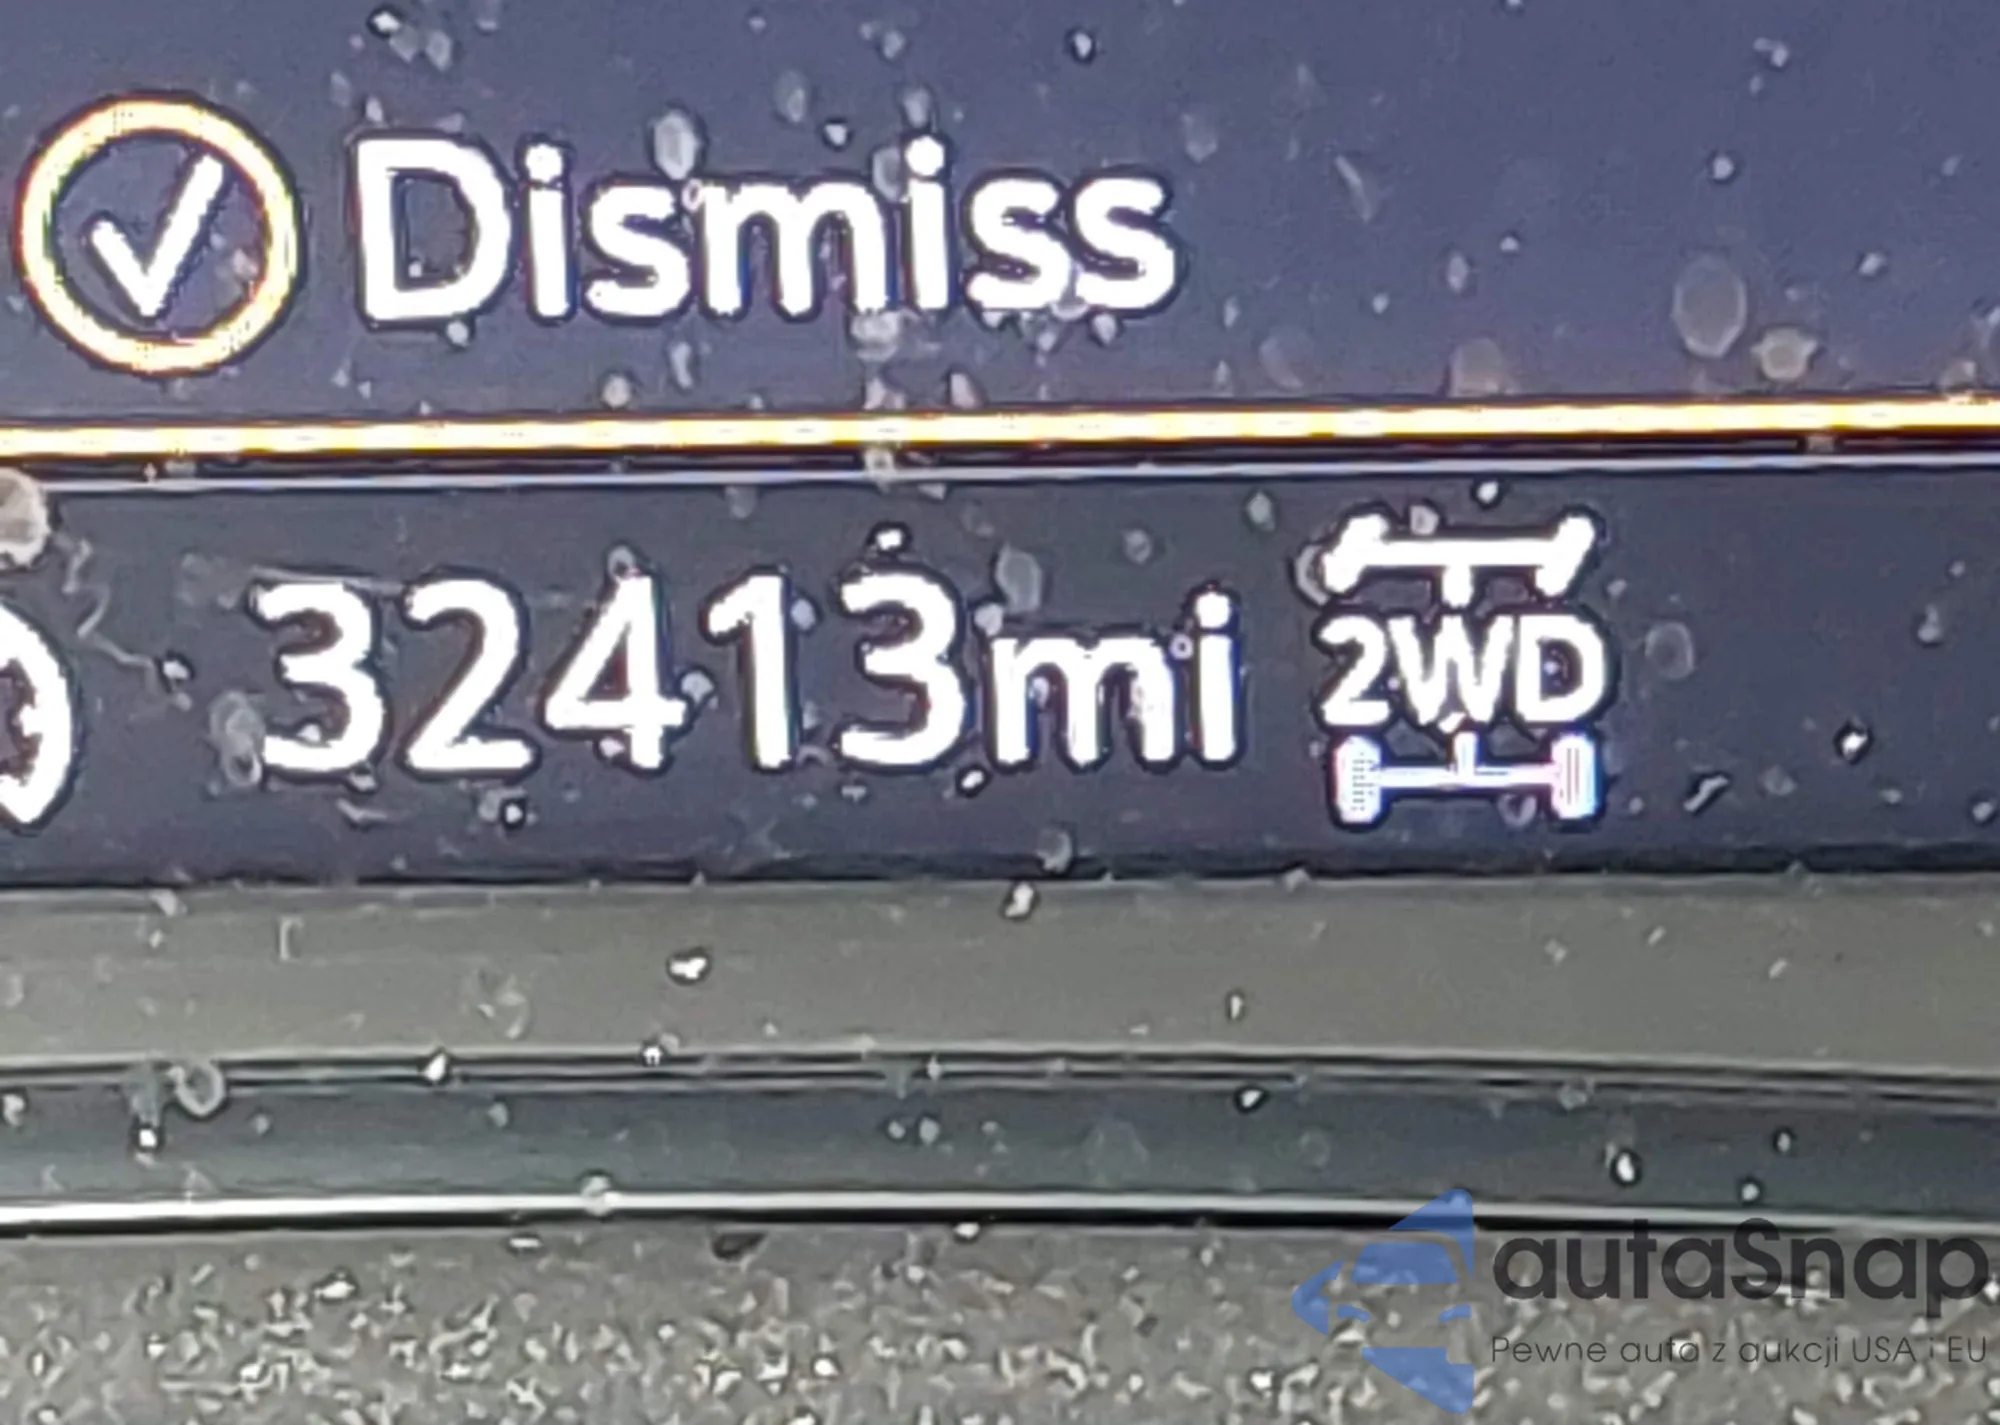 Dismiss
32413mi
2WD
autaSnap
Pewne auta z aukcji USA i EU